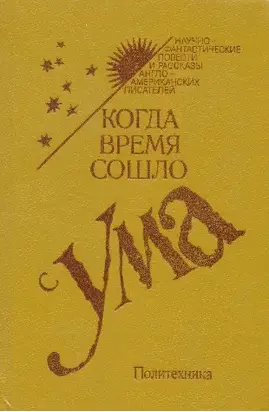 НАУЧНО-
ФАНТАСТИЧЕСКИЕ
ПОВЕСТИ
И РАССКАЗЫ
АНГЛО-
АМЕРИКАНСКИХ
ПИСАТЕЛЕЙ
КОГДА
ВРЕМЯ
СОШЛО
С
УМА
Политехника